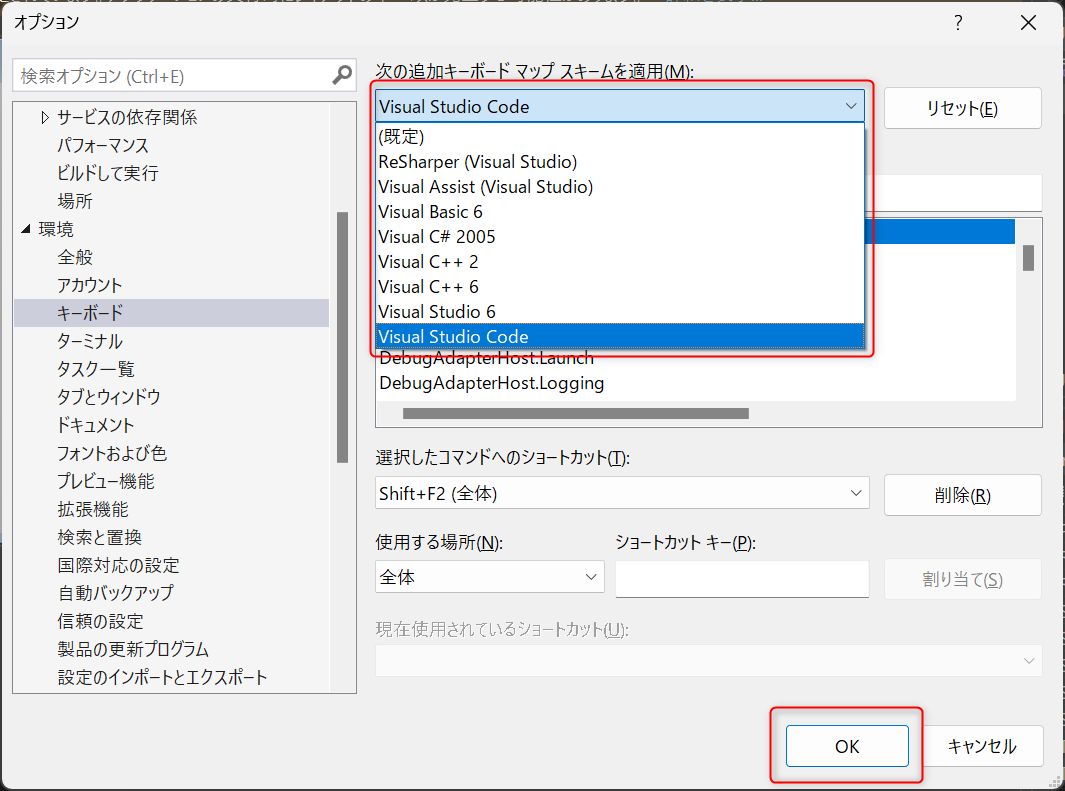 オプション
?
検索オプション (Ctrl+E)
サービスの依存関係
パフォーマンス
ビルドして実行
場所
環境
全般
アカウント
キーボード
ターミナル
タスク一覧
タブとウィンドウ
ドキュメント
フォントおよび色
プレビュー機能
拡張機能
検索と置換
国際対応の設定
自動バックアップ
信頼の設定
製品の更新プログラム
設定のインポートとエクスポート
次の追加キーボード マップ スキームを適用(M):
Visual Studio Code
リセット(E)
(既定)
ReSharper (Visual Studio)
Visual Assist (Visual Studio)
Visual Basic 6
Visual C# 2005
Visual C++ 2
Visual C++ 6
Visual Studio 6
Visual Studio Code
DebugAdapterHost.Launch
DebugAdapterHost.Logging
選択したコマンドへのショートカット(T):
Shift+F2 (全体)
削除(R)
使用する場所(N):
ショートカット キー(P):
全体
割り当て(S)
現在使用されているショートカット(U):
OK
キャンセル